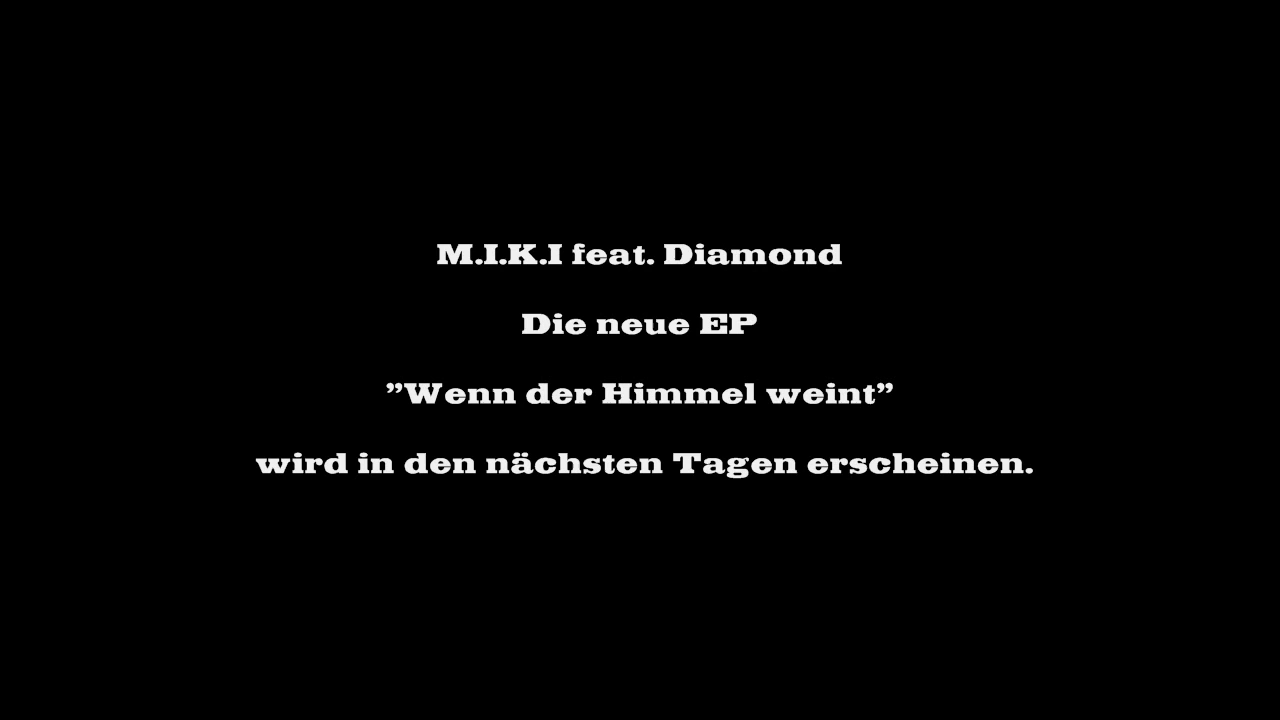 M.I.K.I feat. Diamond
Die neue EP
”Wenn der Himmel weint”
wird in den nächsten Tagen erscheinen.